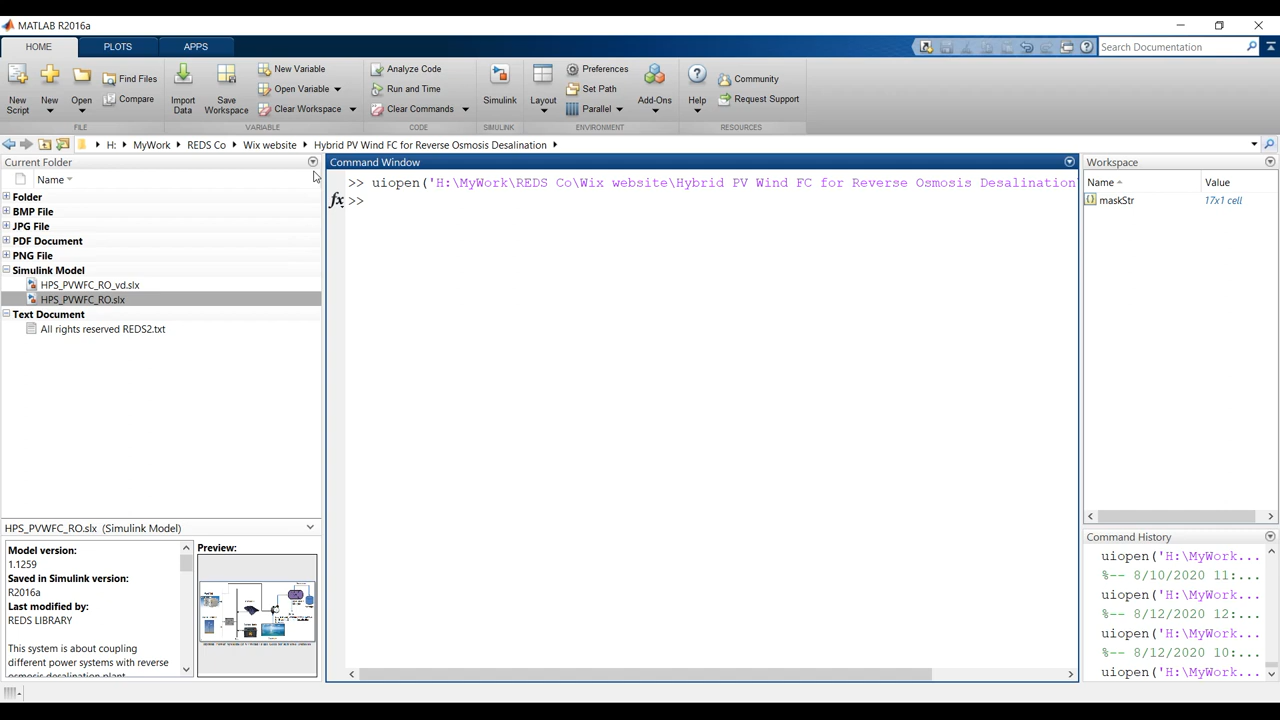 MATLAB R2016a
HOME
PLOTS
APPS
Search Documentation
New Script
New
Open
Find Files
Compare
Import Data
Save Workspace
New Variable
Open Variable
Clear Workspace
Analyze Code
Run and Time
Clear Commands
Simulink
Layout
Preferences
Set Path
Parallel
Add-Ons
Help
Community
Request Support
FILE
VARIABLE
CODE
SIMULINK
ENVIRONMENT
RESOURCES
H: MyWork REDS Co Wix website Hybrid PV Wind FC for Reverse Osmosis Desalination
Current Folder
Name
Folder
BMP File
JPG File
PDF Document
PNG File
Simulink Model
HPS_PVWFC_RO_vd.slx
HPS_PVWFC_RO.slx
Text Document
All rights reserved REDS2.txt
HPS_PVWFC_RO.slx (Simulink Model)
Model version:
1.1259
Saved in Simulink version:
R2016a
Last modified by:
REDS LIBRARY
This system is about coupling
different power systems with reverse
osmosis desalination plant
Preview:
Command Window
>> uiopen('H:\MyWork\REDS Co\Wix website\Hybrid PV Wind FC for Reverse Osmosis Desalination
fx >>
Workspace
Name Value
maskStr 17x1 cell
Command History
uiopen('H:\MyWork...
%-- 8/10/2020 11:...
uiopen('H:\MyWork...
%-- 8/12/2020 12:...
uiopen('H:\MyWork...
%-- 8/12/2020 10:...
uiopen('H:\MyWork...